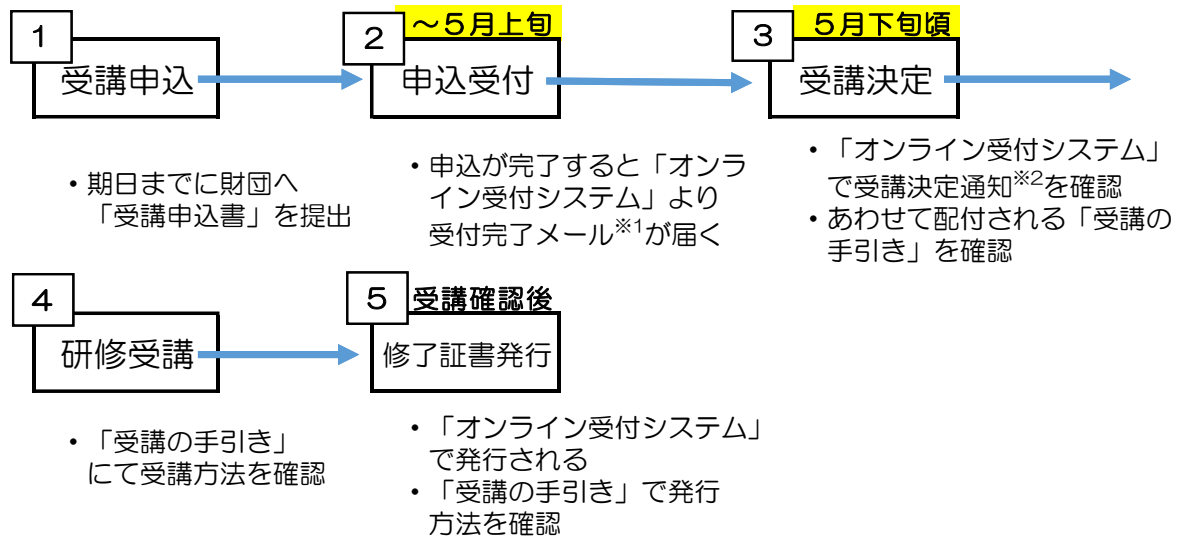 1
受講申込
・期日までに財団へ
「受講申込書」を提出
～５月上旬
2
申込受付
・申込が完了すると「オンラ
イン受付システム」より
受付完了メール※1が届く
５月下旬頃
3
受講決定
・「オンライン受付システム」
で受講決定通知※2を確認
・あわせて配付される「受講の
手引き」を確認
4
研修受講
・「受講の手引き」
にて受講方法を確認
5
受講確認後
修了証書発行
・「オンライン受付システム」
で発行される
・「受講の手引き」で発行
方法を確認